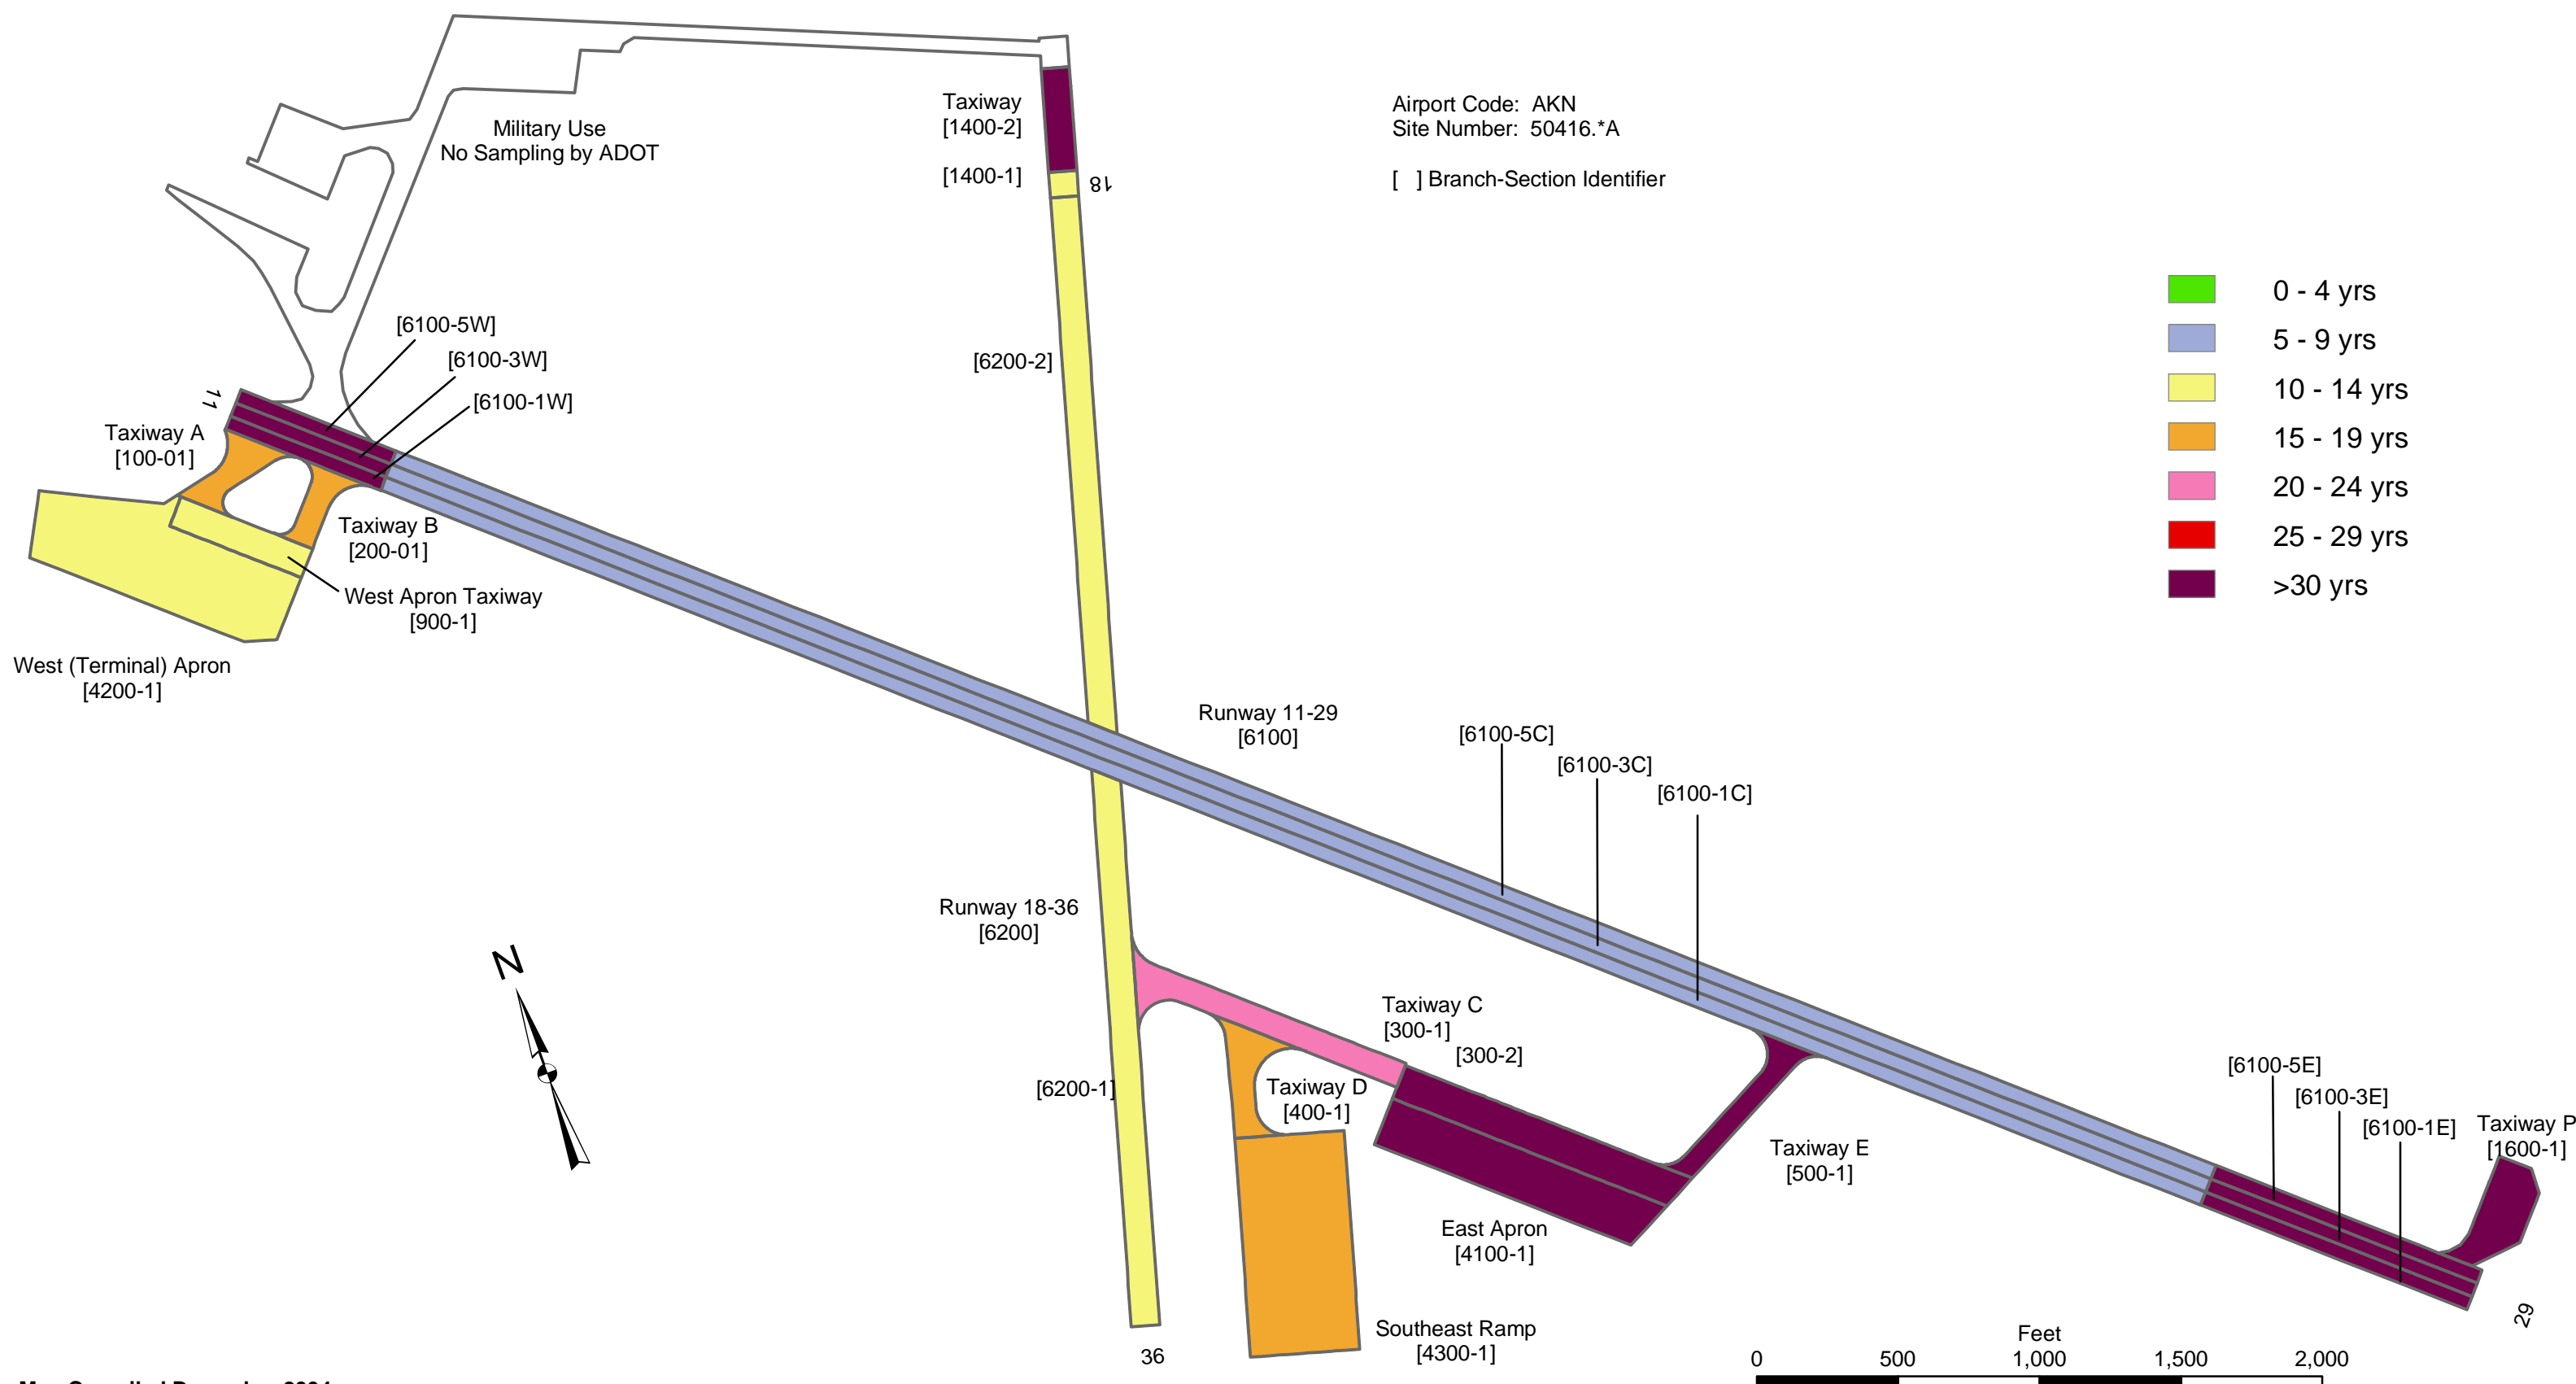 Taxiway
[1400-2]
[1400-1]
18
Military Use
No Sampling by ADOT
Airport Code: AKN
Site Number: 50416.*A
[ ] Branch-Section Identifier
0 - 4 yrs
5 - 9 yrs
10 - 14 yrs
15 - 19 yrs
20 - 24 yrs
25 - 29 yrs
>30 yrs
[6100-5W]
[6100-3W]
[6100-1W]
[6200-2]
11
Taxiway A
[100-01]
Taxiway B
[200-01]
West Apron Taxiway
[900-1]
West (Terminal) Apron
[4200-1]
Runway 11-29
[6100]
[6100-5C]
[6100-3C]
[6100-1C]
Runway 18-36
[6200]
N
Taxiway C
[300-1]
[300-2]
[6200-1]
Taxiway D
[400-1]
Taxiway E
[500-1]
East Apron
[4100-1]
[6100-5E]
[6100-3E]
[6100-1E]
Taxiway P
[1600-1]
29
Southeast Ramp
[4300-1]
36
Feet
0 500 1,000 1,500 2,000